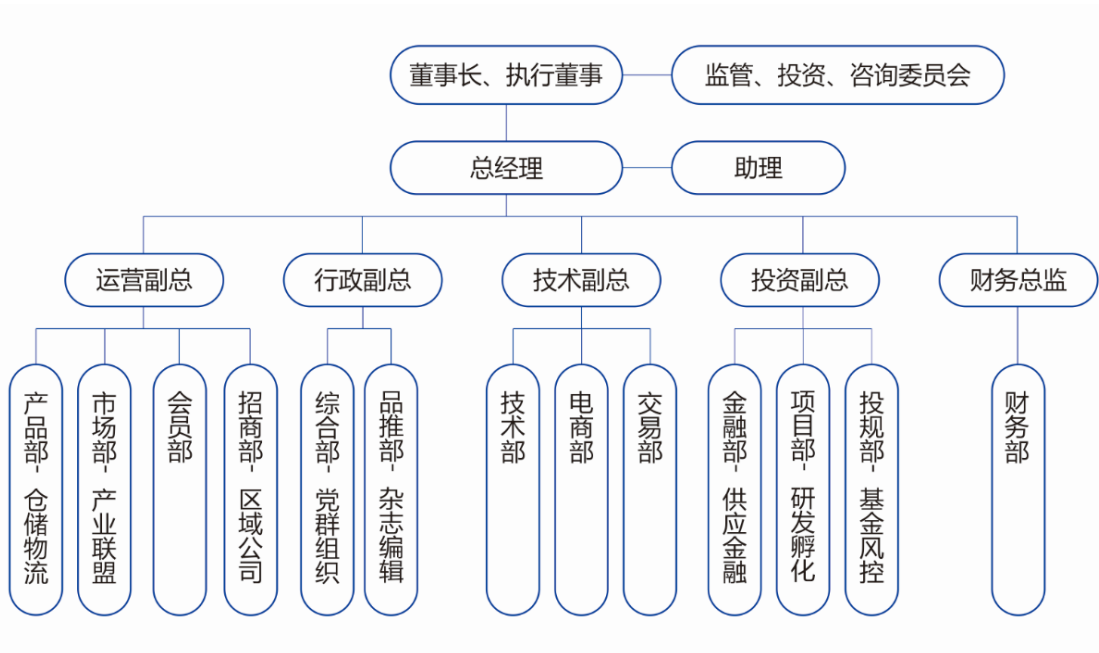 董事长、执行董事
监管、投资、咨询委员会
总经理
助理
运营副总
行政副总
技术副总
投资副总
财务总监
产品部-仓储物流
市场部-产业联盟
会员部
招商部-区域公司
综合部-党群组织
品推部-杂志编辑
技术部
电商部
交易部
金融部-供应金融
项目部-研发孵化
投规部-基金风控
财务部